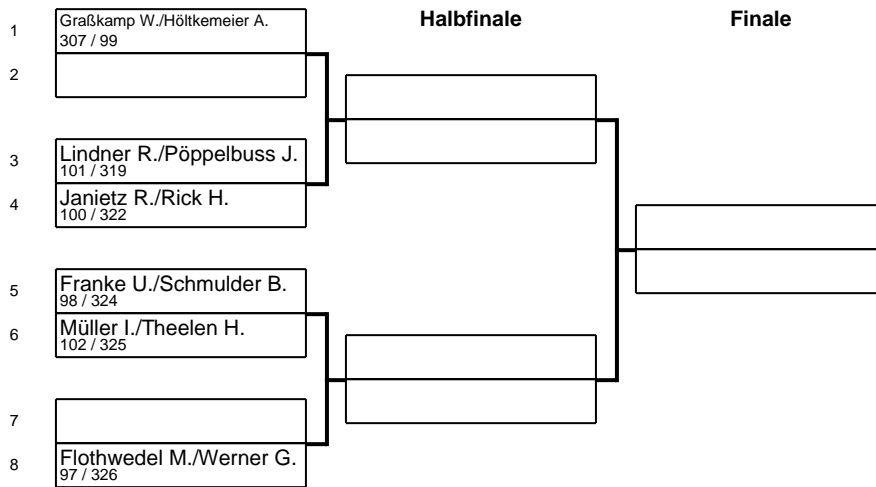 Halbfinale
Finale
1
Graßkamp W./Höltkemeier A.
307 / 99
2
3
Lindner R./Pöppelbuss J.
101 / 319
4
Janietz R./Rick H.
100 / 322
5
Franke U./Schmulder B.
98 / 324
6
Müller I./Theelen H.
102 / 325
7
8
Flothwedel M./Werner G.
97 / 326